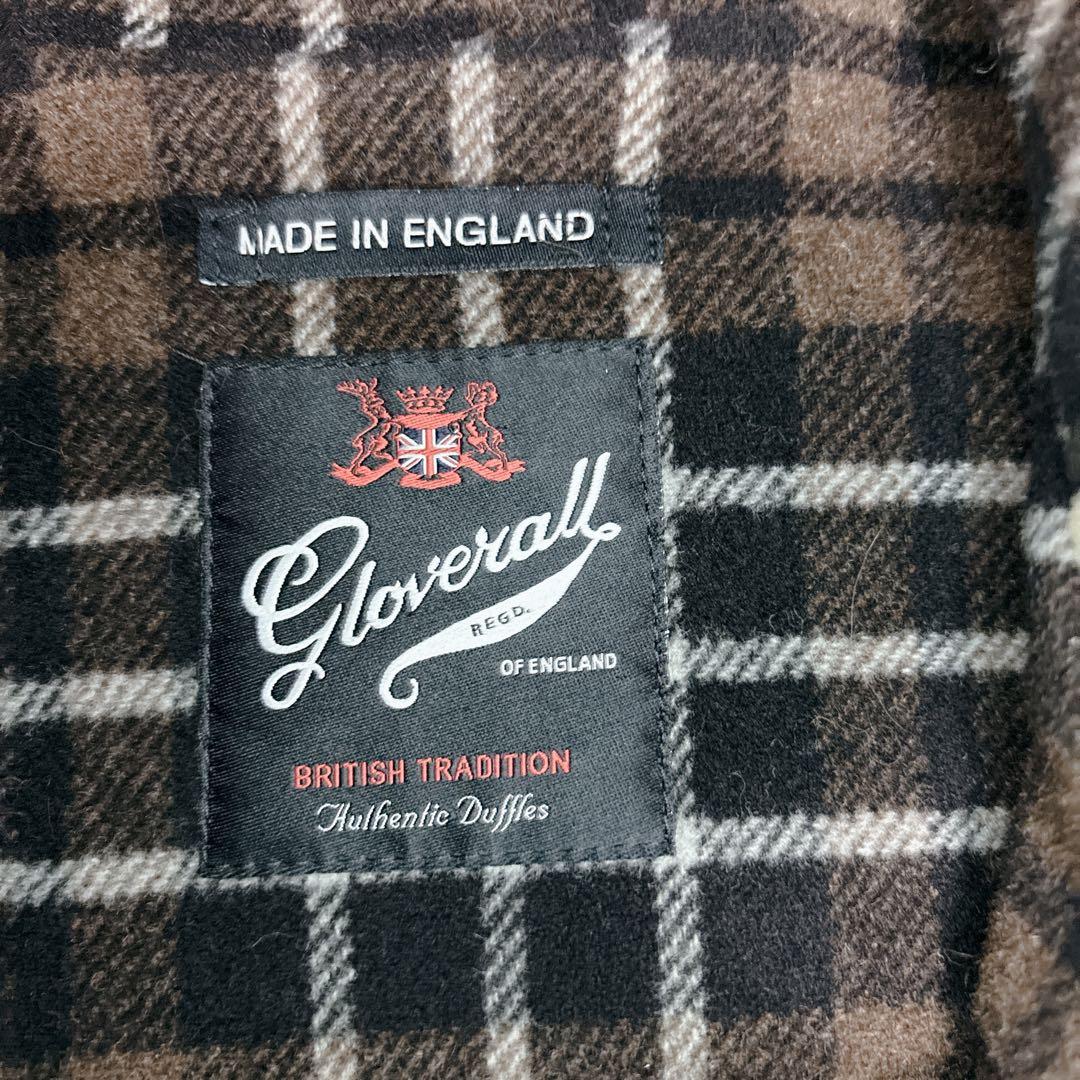 MADE IN ENGLAND
Gloverall
REGD.
OF ENGLAND
BRITISH TRADITION
Authentic Duffles